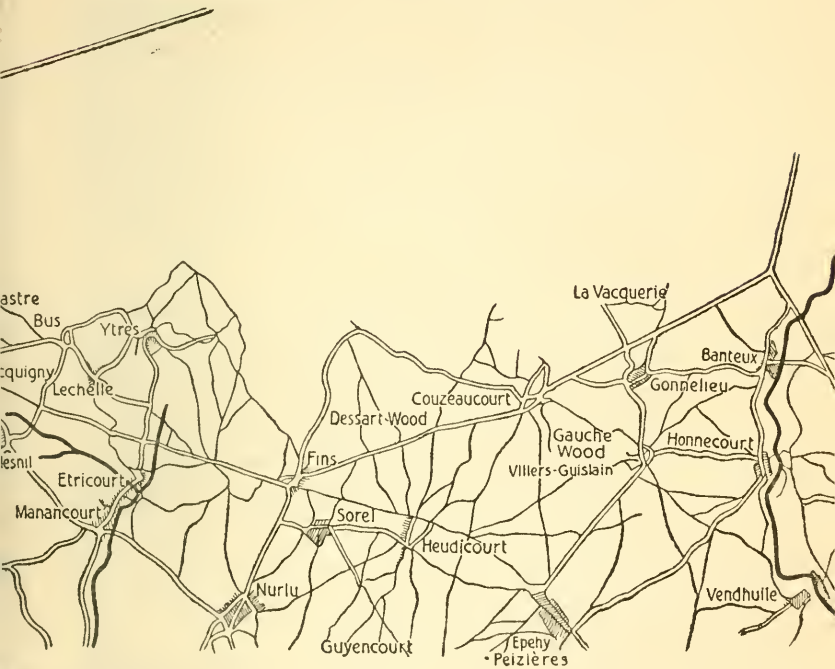 La Vacquerie
astre
Bus
Ytres
Banteux
cquigny
Lechelle
Gonnelieu
Couzeaucourt
Dessart-Wood
Gauche
Wood
Honnecourt
Fins
Villers-Guislain
lesnil
Etricourt
Manancourt
Sorel
Heudicourt
Nurlu
Vendhuile
Guyencourt
Epehy
-Peizières